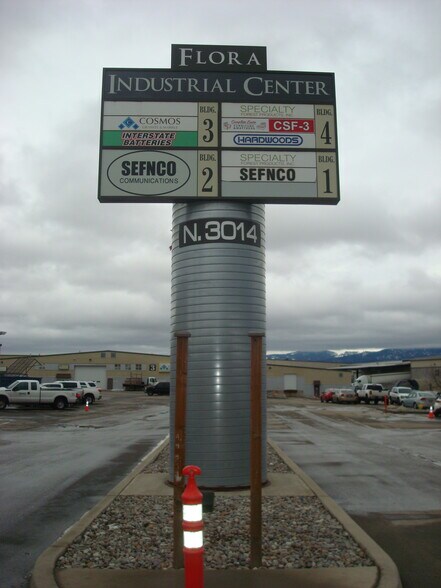 FLORA
INDUSTRIAL CENTER
COSMOS
INTERSTATE
BATTERIES
BLDG.
3
SPECIALTY
CSF-3
HARDWOODS
BLDG.
4
SEFNCO
COMMUNICATIONS
BLDG.
2
SPECIALTY
SEFNCO
BLDG.
1
N. 3014
3